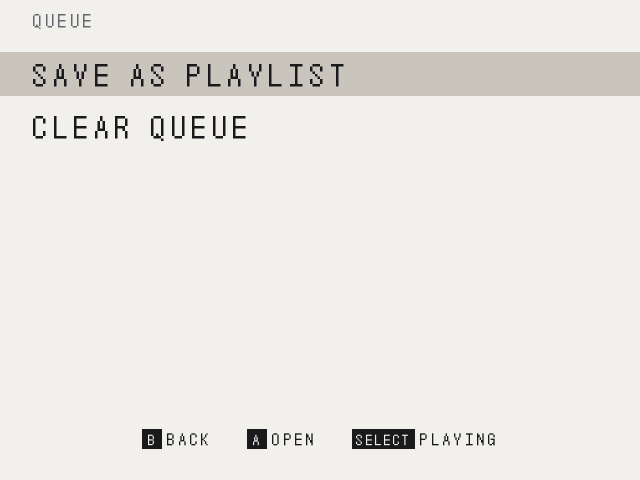 QUEUE
SAVE AS PLAYLIST
CLEAR QUEUE
B BACK A OPEN SELECT PLAYING